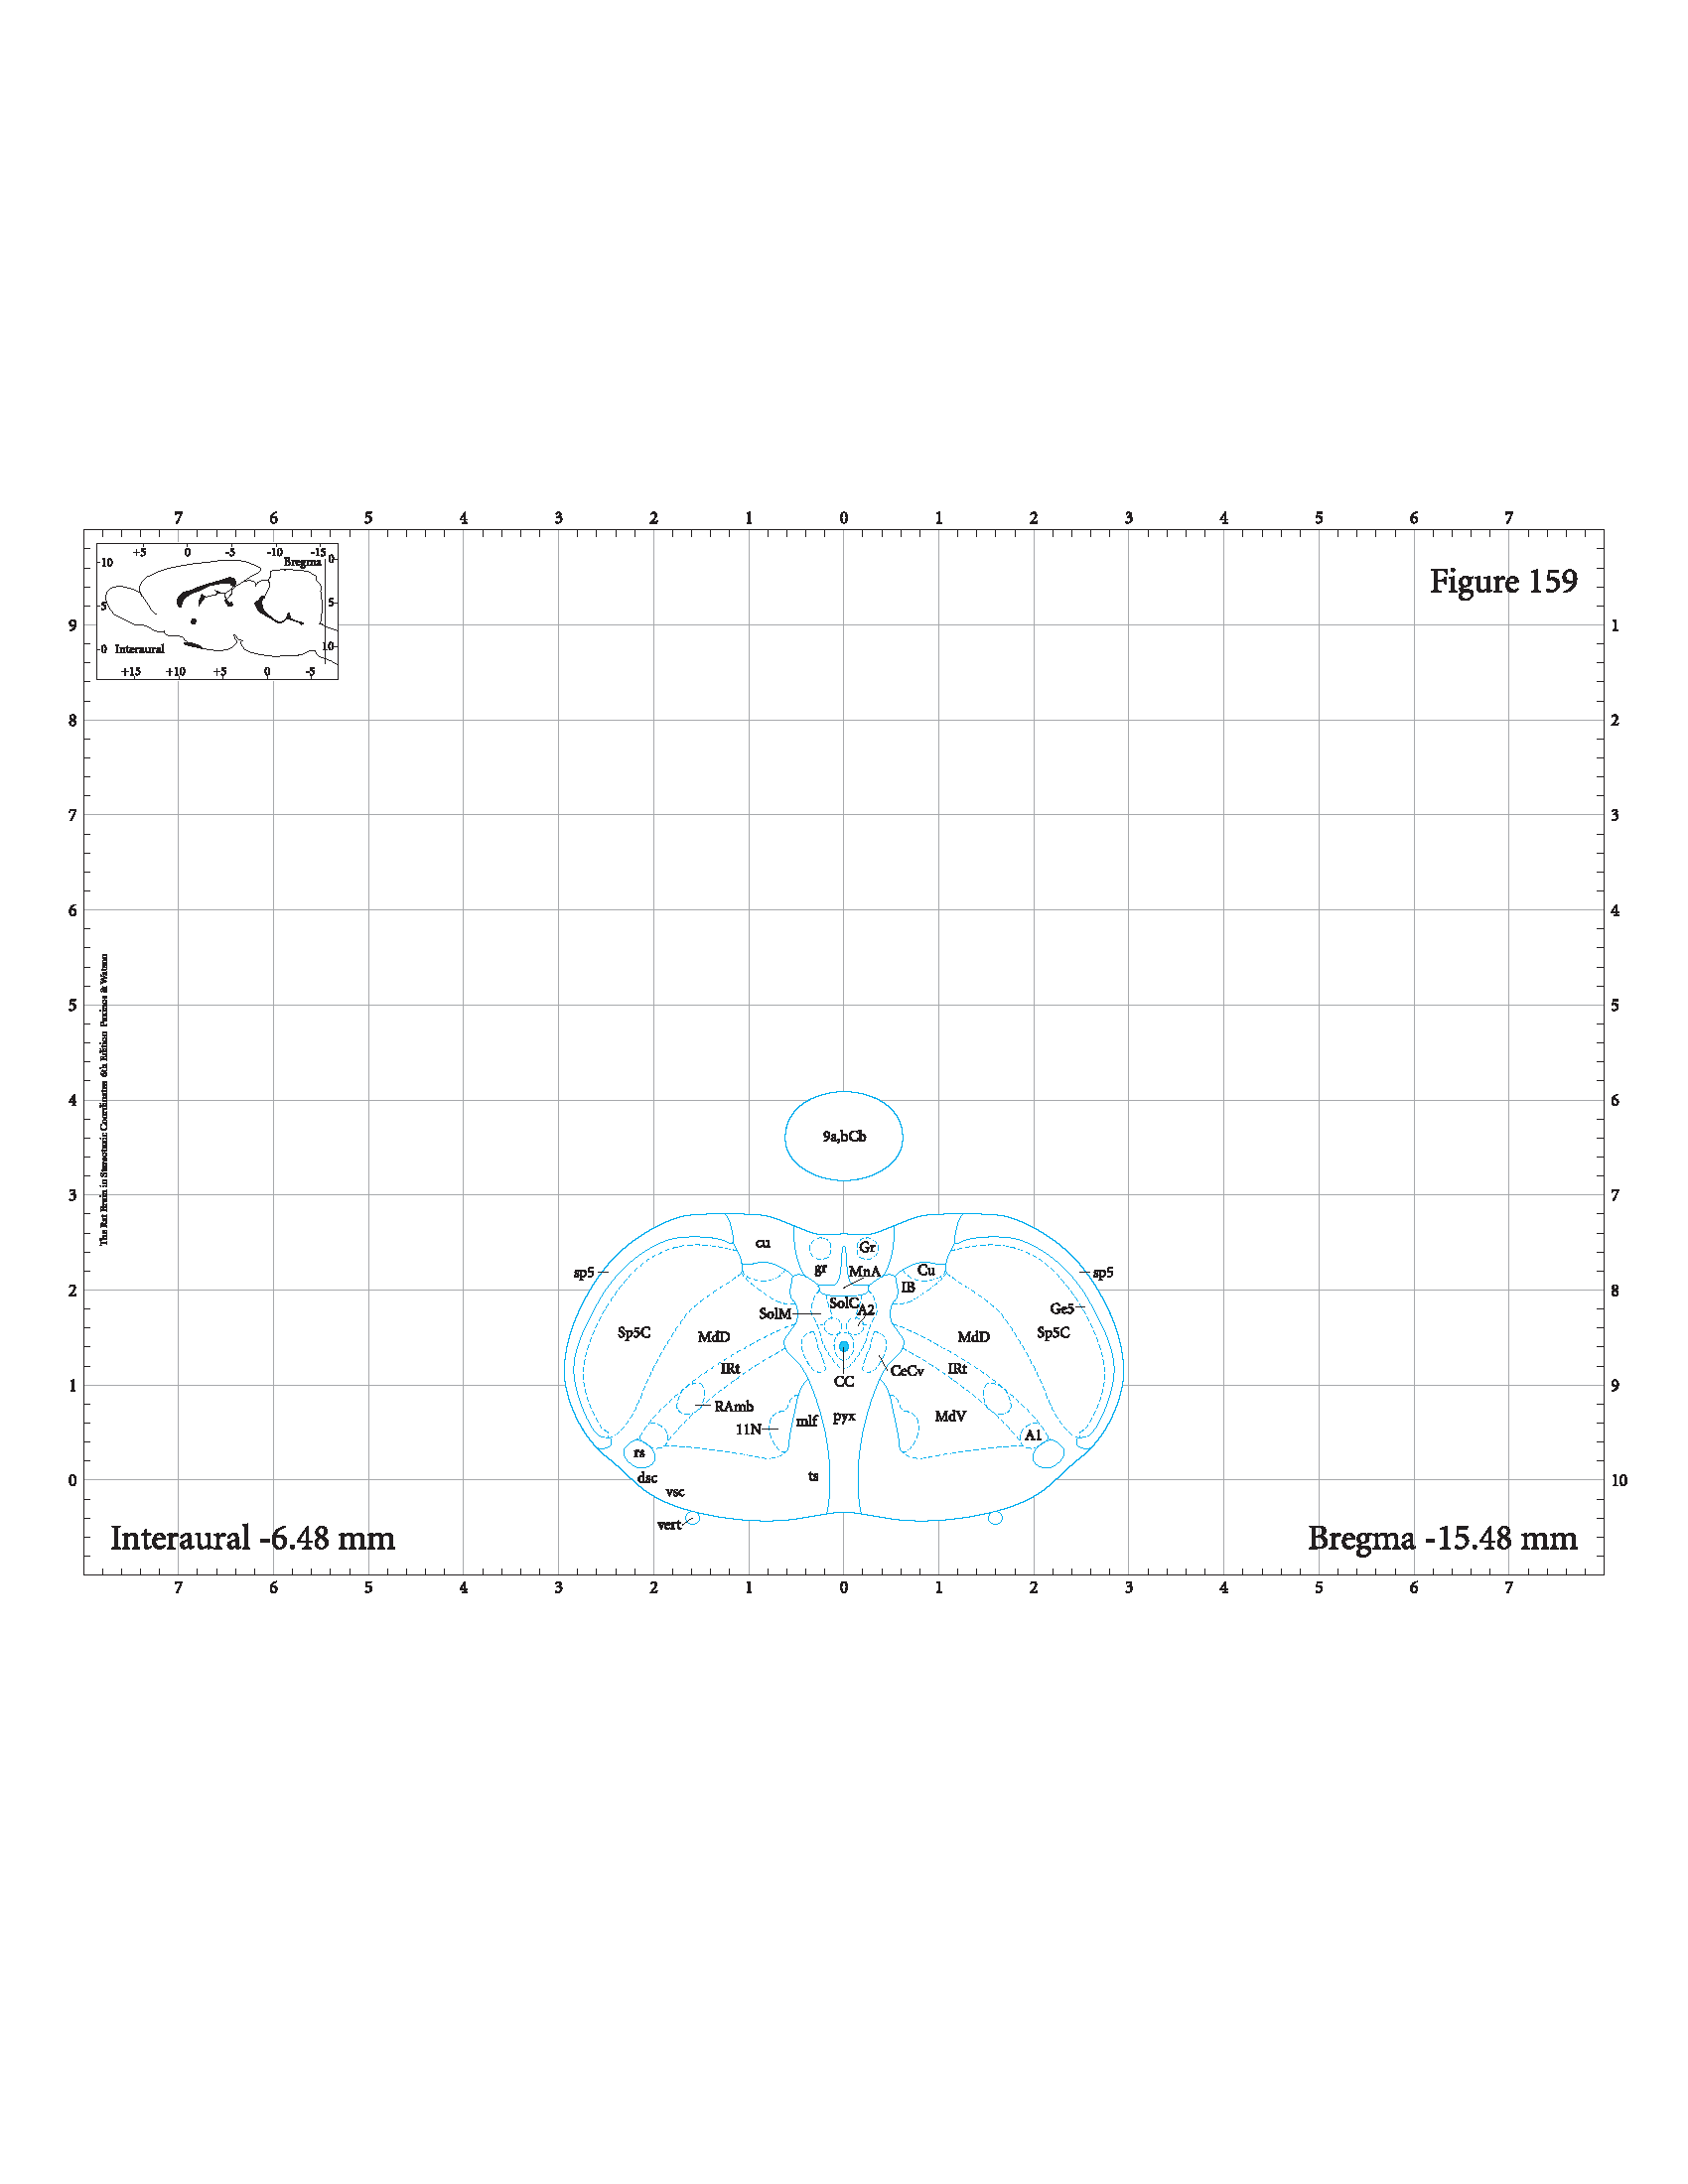 7 6 5 4 3 2 1 0 1 2 3 4 5 6 7
+5 0 -5 -10 -15
Bregma 0
10
5 5
10
0 Interaural
+15 +10 +5 0 -5
Figure 159
9 1
8 2
7 3
6 4
5 5
4 6
3 7
2 8
1 9
0 10
The Rat Brain in Stereotaxic Coordinates 6th Edition Paxinos & Watson
9a,bCb
cu Gr
gr MnA Cu
sp5 sp5
IB
SolC
SolM A2 Ge5
Sp5C MdD MdD Sp5C
IRt CeCv IRt
CC
RAmb
mlf pyx MdV
11N A1
rs
dsc ts
vsc
vert
Interaural -6.48 mm Bregma -15.48 mm
7 6 5 4 3 2 1 0 1 2 3 4 5 6 7